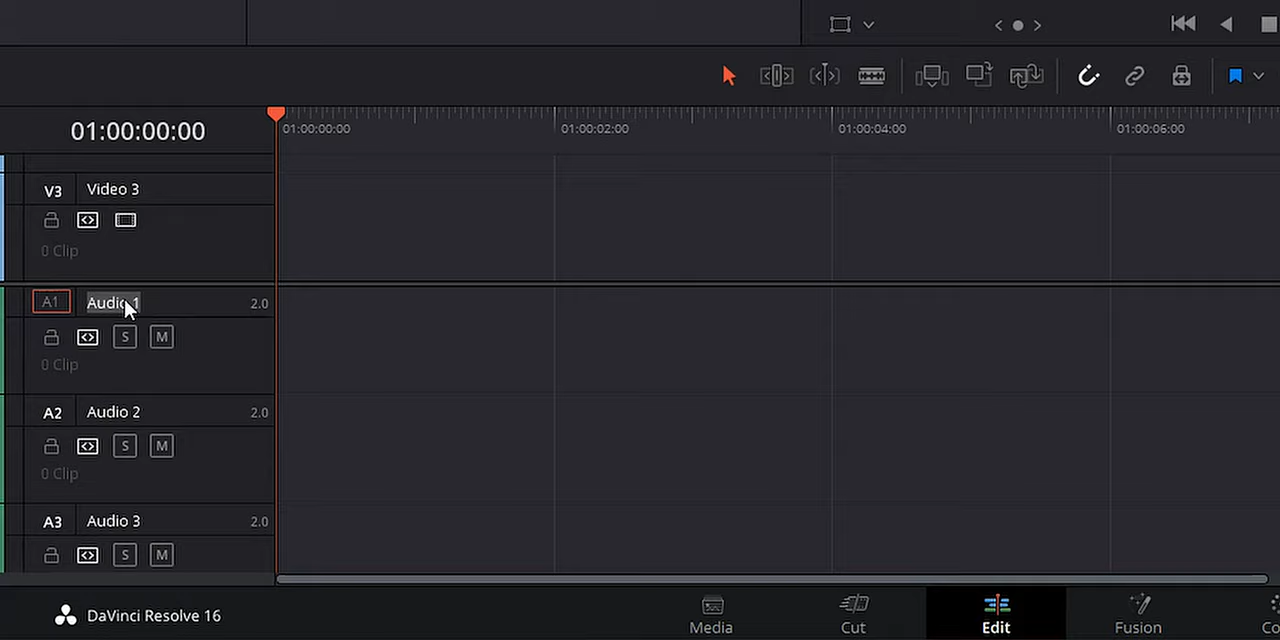 01:00:00:00
01:00:00:00
01:00:02:00
01:00:04:00
01:00:06:00
V3 Video 3
0 Clip
A1 Audio 1 2.0
S M
0 Clip
A2 Audio 2 2.0
S M
0 Clip
A3 Audio 3 2.0
S M
DaVinci Resolve 16
Media
Cut
Edit
Fusion
Co